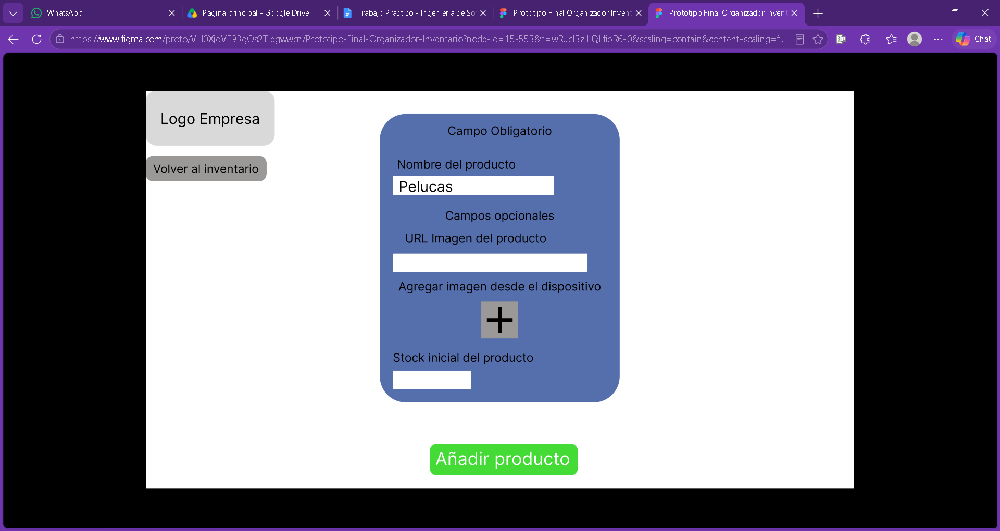 WhatsApp
Página principal - Google Drive
Trabajo Practico - Ingenieria de So
Prototipo Final Organizador Invent
Prototipo Final Organizador Invent
https://www.figma.com/proto/VH0XjqVF9BgOs2TIegwwcn/Prototipo-Final-Organizador-Inventario?node-id=15-553&t=wRucI3zILQLfipR6-0&scaling=contain&content-scaling=f...
Chat
Logo Empresa
Volver al inventario
Campo Obligatorio
Nombre del producto
Pelucas
Campos opcionales
URL Imagen del producto
Agregar imagen desde el dispositivo
Stock inicial del producto
Añadir producto